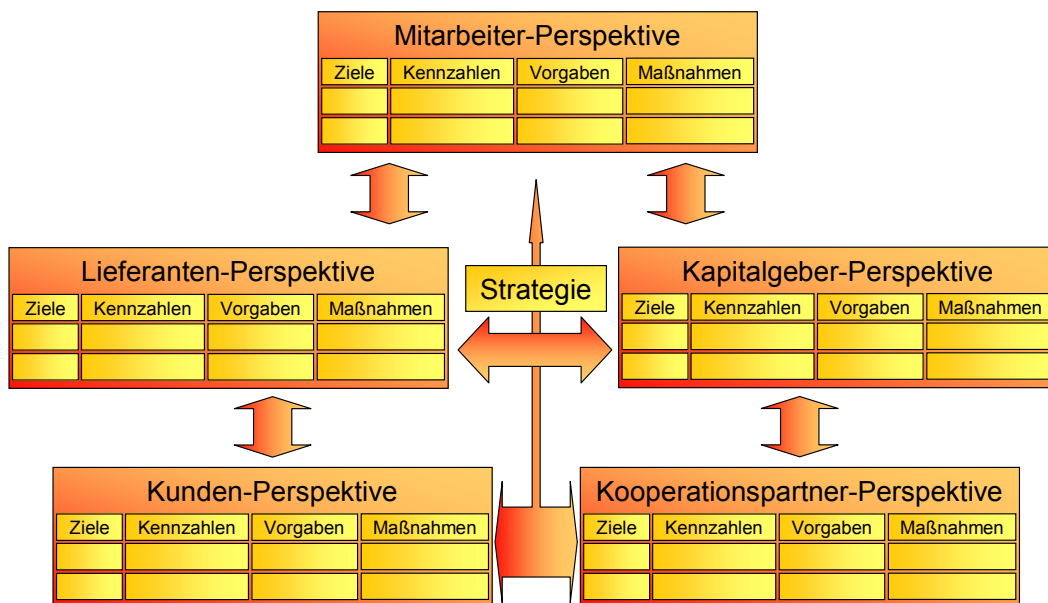 Mitarbeiter-Perspektive
Ziele Kennzahlen Vorgaben Maßnahmen
Lieferanten-Perspektive
Ziele Kennzahlen Vorgaben Maßnahmen
Strategie
Kapitalgeber-Perspektive
Ziele Kennzahlen Vorgaben Maßnahmen
Kunden-Perspektive
Ziele Kennzahlen Vorgaben Maßnahmen
Kooperationspartner-Perspektive
Ziele Kennzahlen Vorgaben Maßnahmen